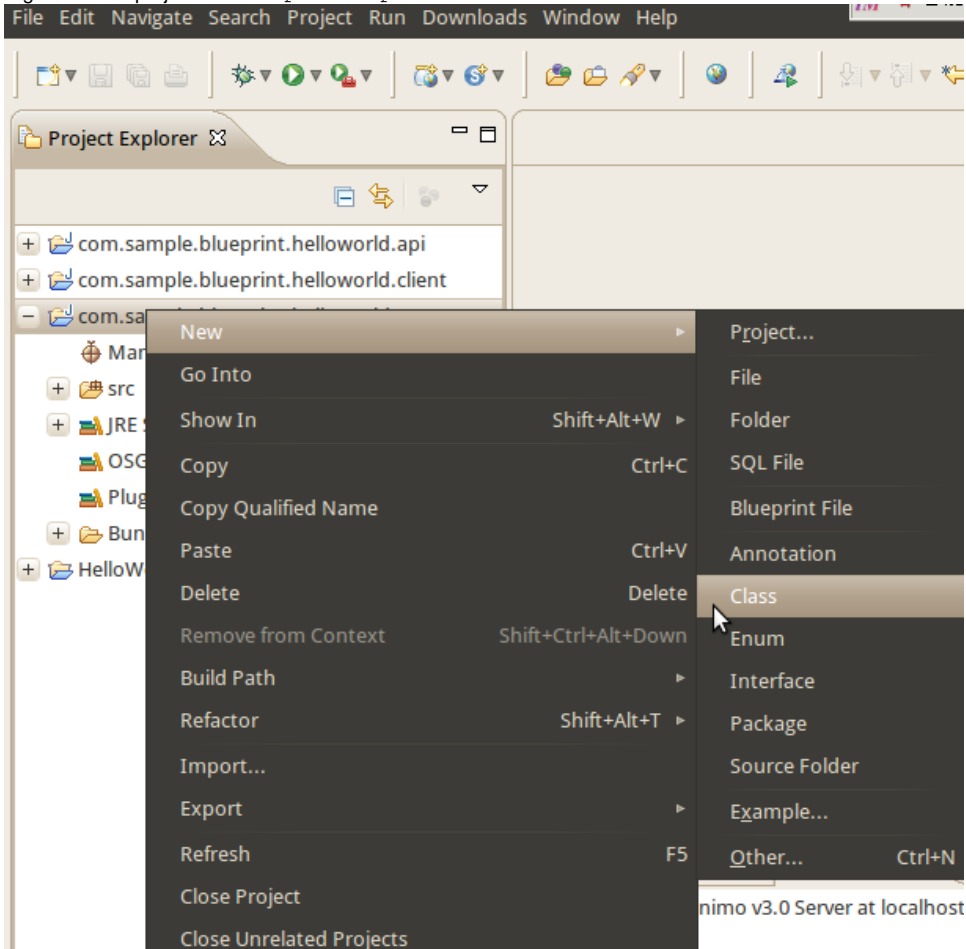 File Edit Navigate Search Project Run Downloads Window Help
Project Explorer
com.sample.blueprint.helloworld.api
com.sample.blueprint.helloworld.client
com.sa
Mar
src
JRE
OSG
Plug
Bun
HelloW
New
Go Into
Show In Shift+Alt+W
Copy Ctrl+C
Copy Qualified Name
Paste Ctrl+V
Delete Delete
Remove from Context Shift+Ctrl+Alt+Down
Build Path
Refactor Shift+Alt+T
Import...
Export
Refresh F5
Close Project
Close Unrelated Projects
Project...
File
Folder
SQL File
Blueprint File
Annotation
Class
Enum
Interface
Package
Source Folder
Example...
Other... Ctrl+N
nimo v3.0 Server at localhost